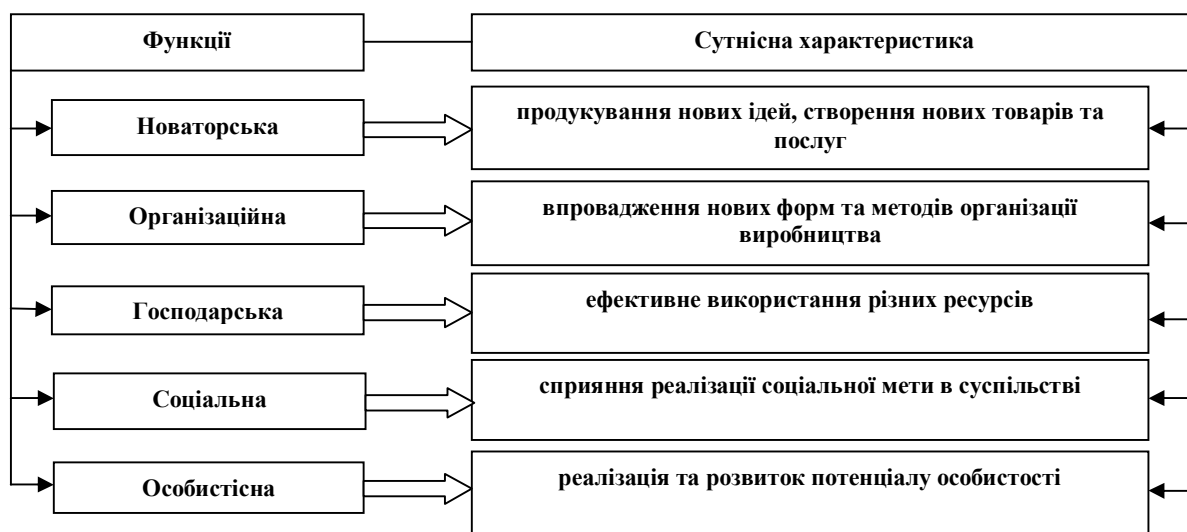 Функції
Сутнісна характеристика
Новаторська
продукування нових ідей, створення нових товарів та
послуг
Організаційна
впровадження нових форм та методів організації
виробництва
Господарська
ефективне використання різних ресурсів
Соціальна
сприяння реалізації соціальної мети в суспільстві
Особистісна
реалізація та розвиток потенціалу особистості